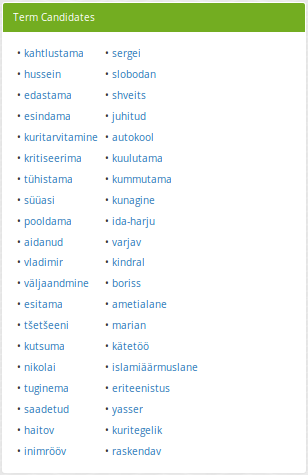 Term Candidates
• kahtlustama
• hussein
• edastama
• esindama
• kuritarvitamine
• kritiseerima
• tühistama
• süüasi
• pooldama
• aidanud
• vladimir
• väljaandmine
• esitama
• tšetšeeni
• kutsuma
• nikolai
• tuginema
• saadetud
• haitov
• inimrööv
• sergei
• slobodan
• shveits
• juhitud
• autokool
• kuulutama
• kummutama
• kunagine
• ida-harju
• varjav
• kindral
• boriss
• ametialane
• marian
• kätetöö
• islamiäärmuslane
• eriteenistus
• yasser
• kuritegelik
• raskendav